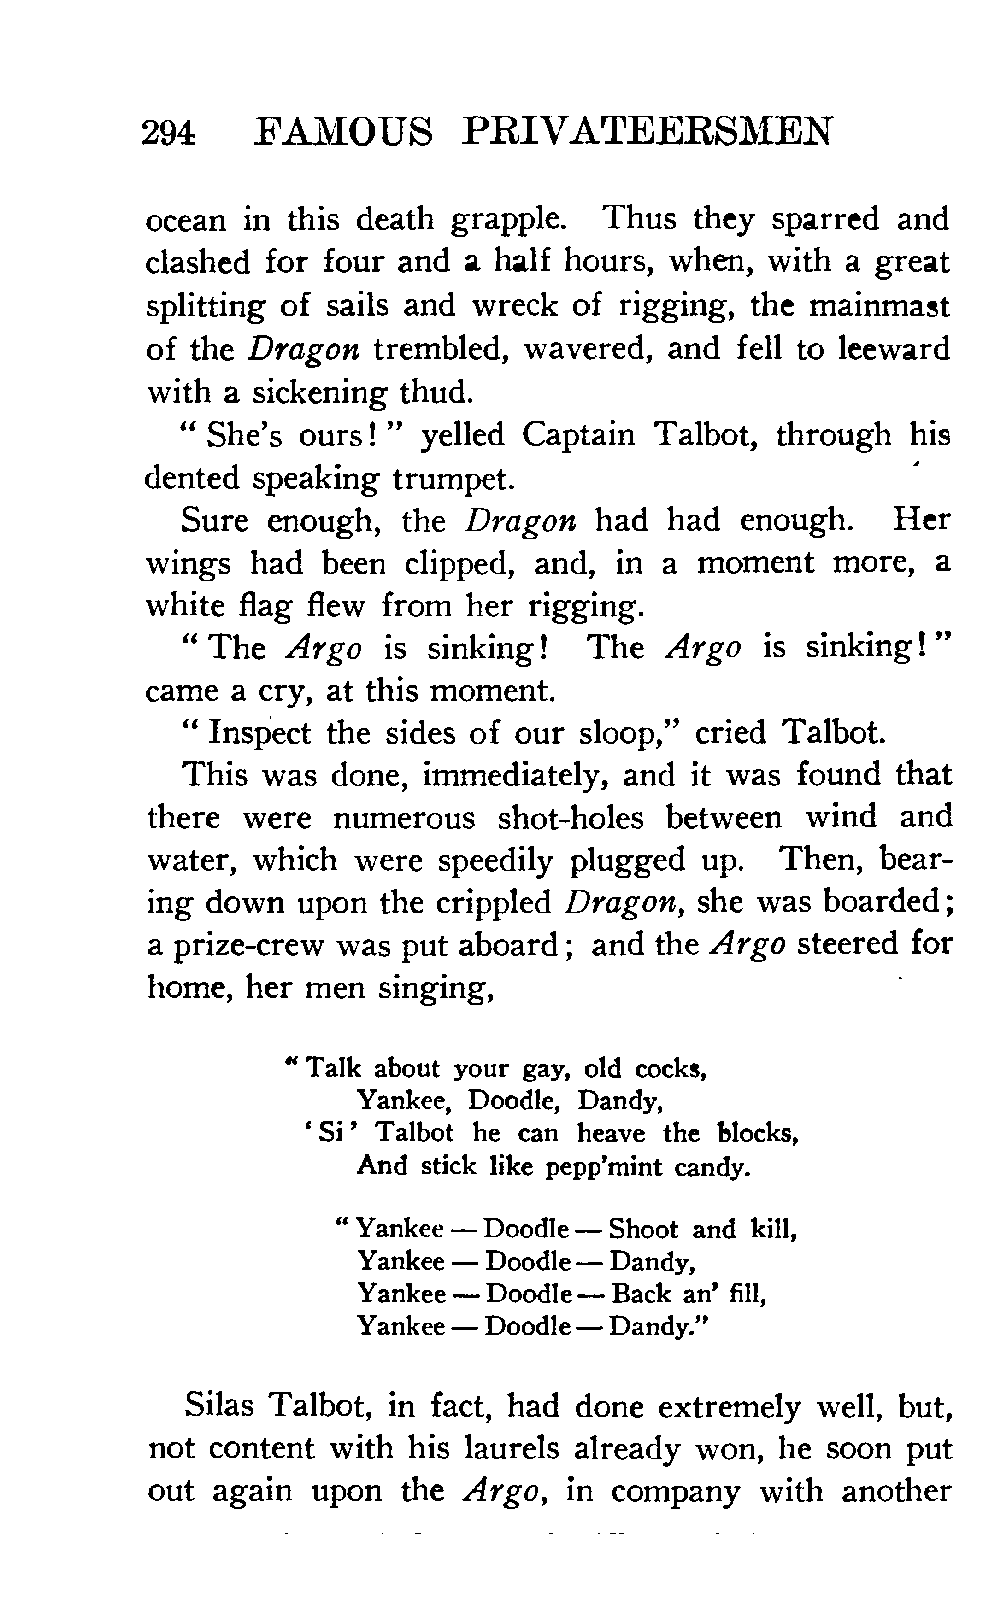 294 FAMOUS PRIVATEERSMEN
ocean in this death grapple. Thus they sparred and
clashed for four and a half hours, when, with a great
splitting of sails and wreck of rigging, the mainmast
of the Dragon trembled, wavered, and fell to leeward
with a sickening thud.
" She's ours! " yelled Captain Talbot, through his
dented speaking trumpet.
Sure enough, the Dragon had had enough. Her
wings had been clipped, and, in a moment more, a
white flag flew from her rigging.
" The Argo is sinking! The Argo is sinking! "
came a cry, at this moment.
" Inspect the sides of our sloop," cried Talbot.
This was done, immediately, and it was found that
there were numerous shot-holes between wind and
water, which were speedily plugged up. Then, bear-
ing down upon the crippled Dragon, she was boarded;
a prize-crew was put aboard; and the Argo steered for
home, her men singing,
" Talk about your gay, old cocks,
Yankee, Doodle, Dandy,
' Si ' Talbot he can heave the blocks,
And stick like pepp'mint candy.
" Yankee — Doodle — Shoot and kill,
Yankee — Doodle — Dandy,
Yankee — Doodle — Back an' fill,
Yankee — Doodle — Dandy."
Silas Talbot, in fact, had done extremely well, but,
not content with his laurels already won, he soon put
out again upon the Argo, in company with another